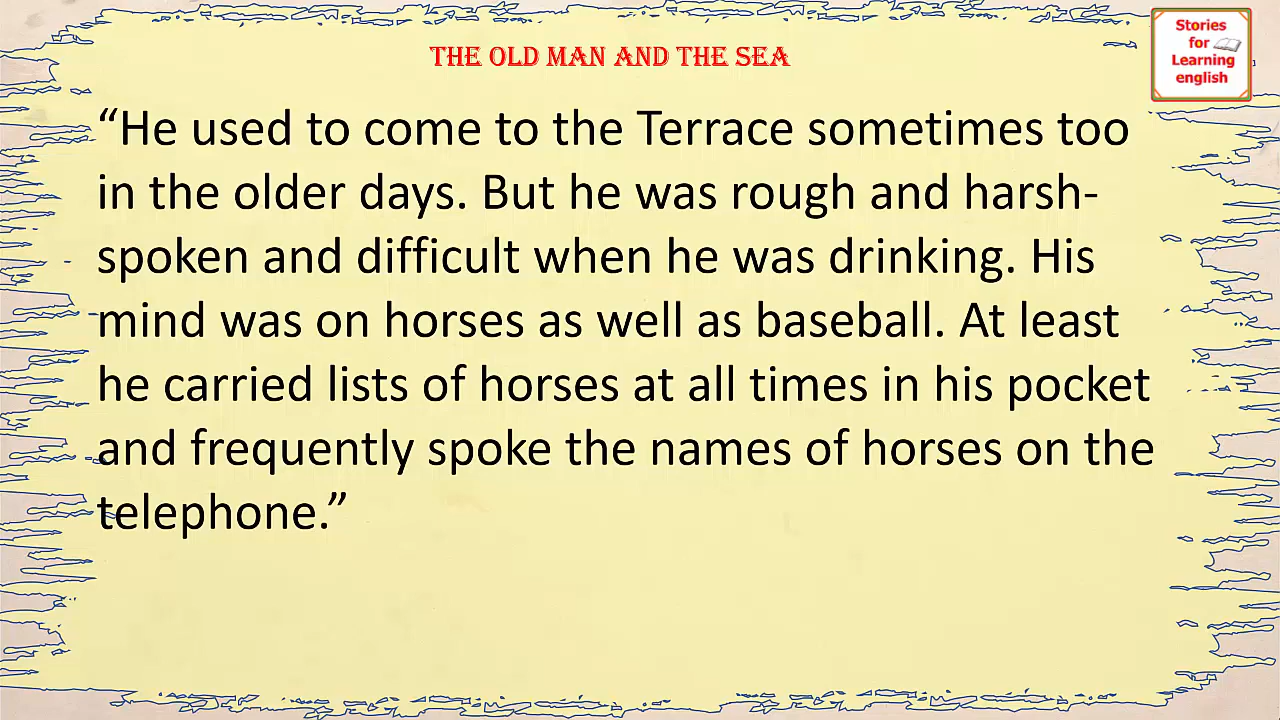 THE OLD MAN AND THE SEA
Stories
for
Learning
english
“He used to come to the Terrace sometimes too
in the older days. But he was rough and harsh-
spoken and difficult when he was drinking. His
mind was on horses as well as baseball. At least
he carried lists of horses at all times in his pocket
and frequently spoke the names of horses on the
telephone.”